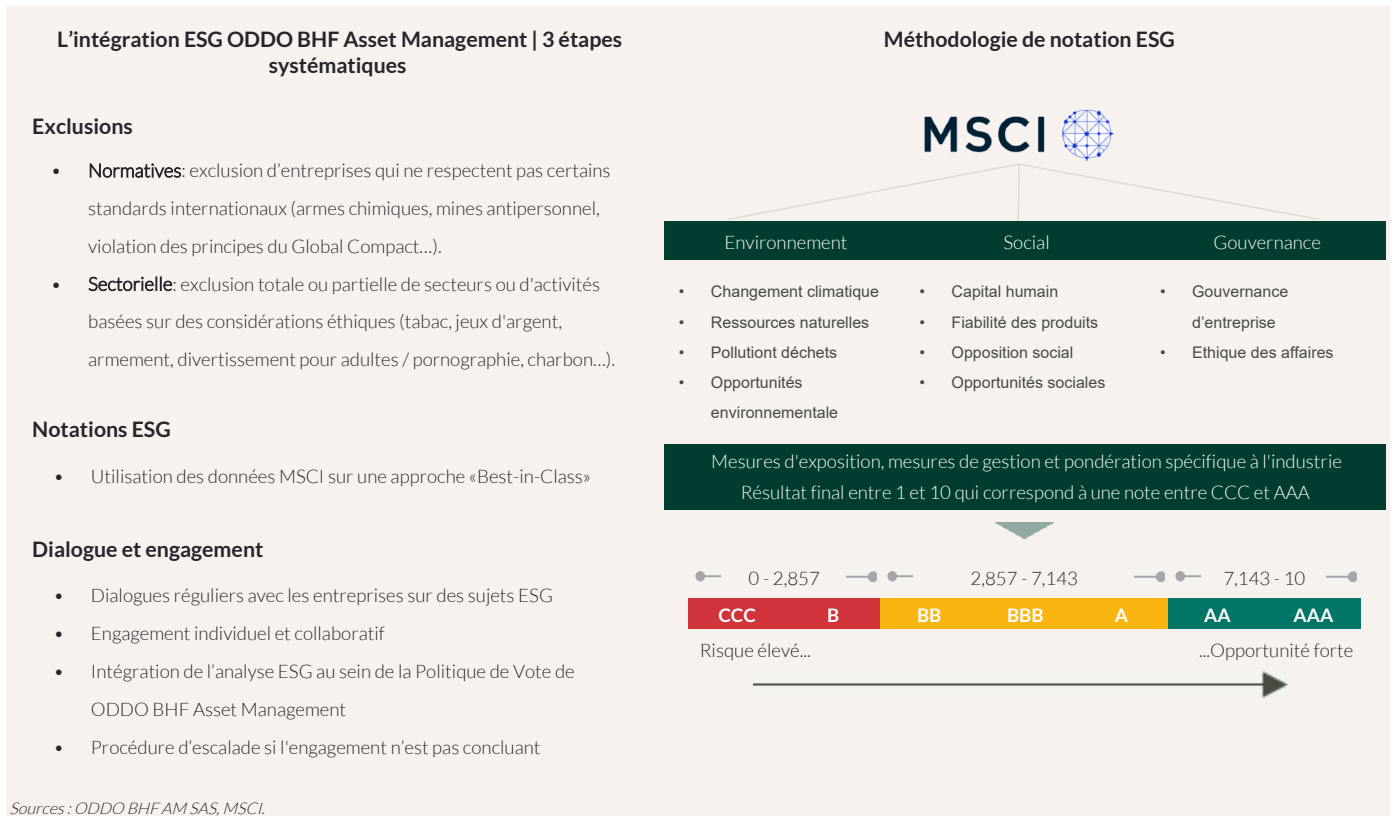 L’intégration ESG ODDO BHF Asset Management | 3 étapes
systématiques
Exclusions
• Normatives: exclusion d’entreprises qui ne respectent pas certains
standards internationaux (armes chimiques, mines antipersonnel,
violation des principes du Global Compact…).
• Sectorielle: exclusion totale ou partielle de secteurs ou d'activités
basées sur des considérations éthiques (tabac, jeux d'argent,
armement, divertissement pour adultes / pornographie, charbon…).
Notations ESG
• Utilisation des données MSCI sur une approche «Best-in-Class»
Dialogue et engagement
• Dialogues réguliers avec les entreprises sur des sujets ESG
• Engagement individuel et collaboratif
• Intégration de l’analyse ESG au sein de la Politique de Vote de
ODDO BHF Asset Management
• Procédure d’escalade si l'engagement n’est pas concluant
Méthodologie de notation ESG
MSCI
Environnement Social Gouvernance
• Changement climatique
• Ressources naturelles
• Pollutiont déchets
• Opportunités
environnementale
• Capital humain
• Fiabilité des produits
• Opposition social
• Opportunités sociales
• Gouvernance
d’entreprise
• Ethique des affaires
Mesures d'exposition, mesures de gestion et pondération spécifique à l'industrie
Résultat final entre 1 et 10 qui correspond à une note entre CCC et AAA
0 - 2,857 2,857 - 7,143 7,143 - 10
CCC B BB BBB A AA AAA
Risque élevé... ...Opportunité forte
Sources : ODDO BHF AM SAS, MSCI.